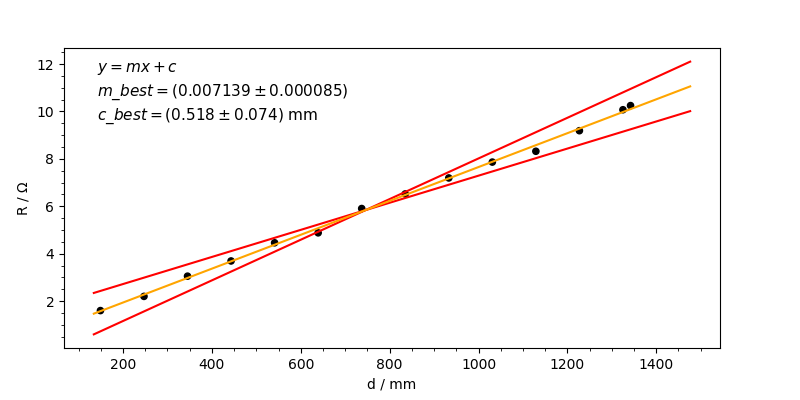 y = mx + c
m_best = (0.007139 ± 0.000085)
c_best = (0.518 ± 0.074) mm
12
10
8
6
4
2
R / Ω
200 400 600 800 1000 1200 1400
d / mm